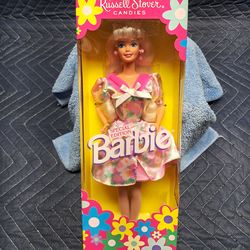 Russell Stover
CANDIES
SPECIAL EDITION
Barbie